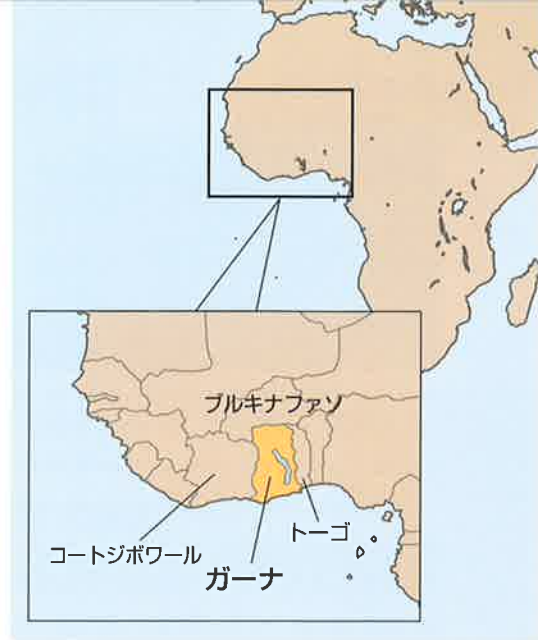 ブルキナファソ
トーゴ
コートジボワール
ガーナ